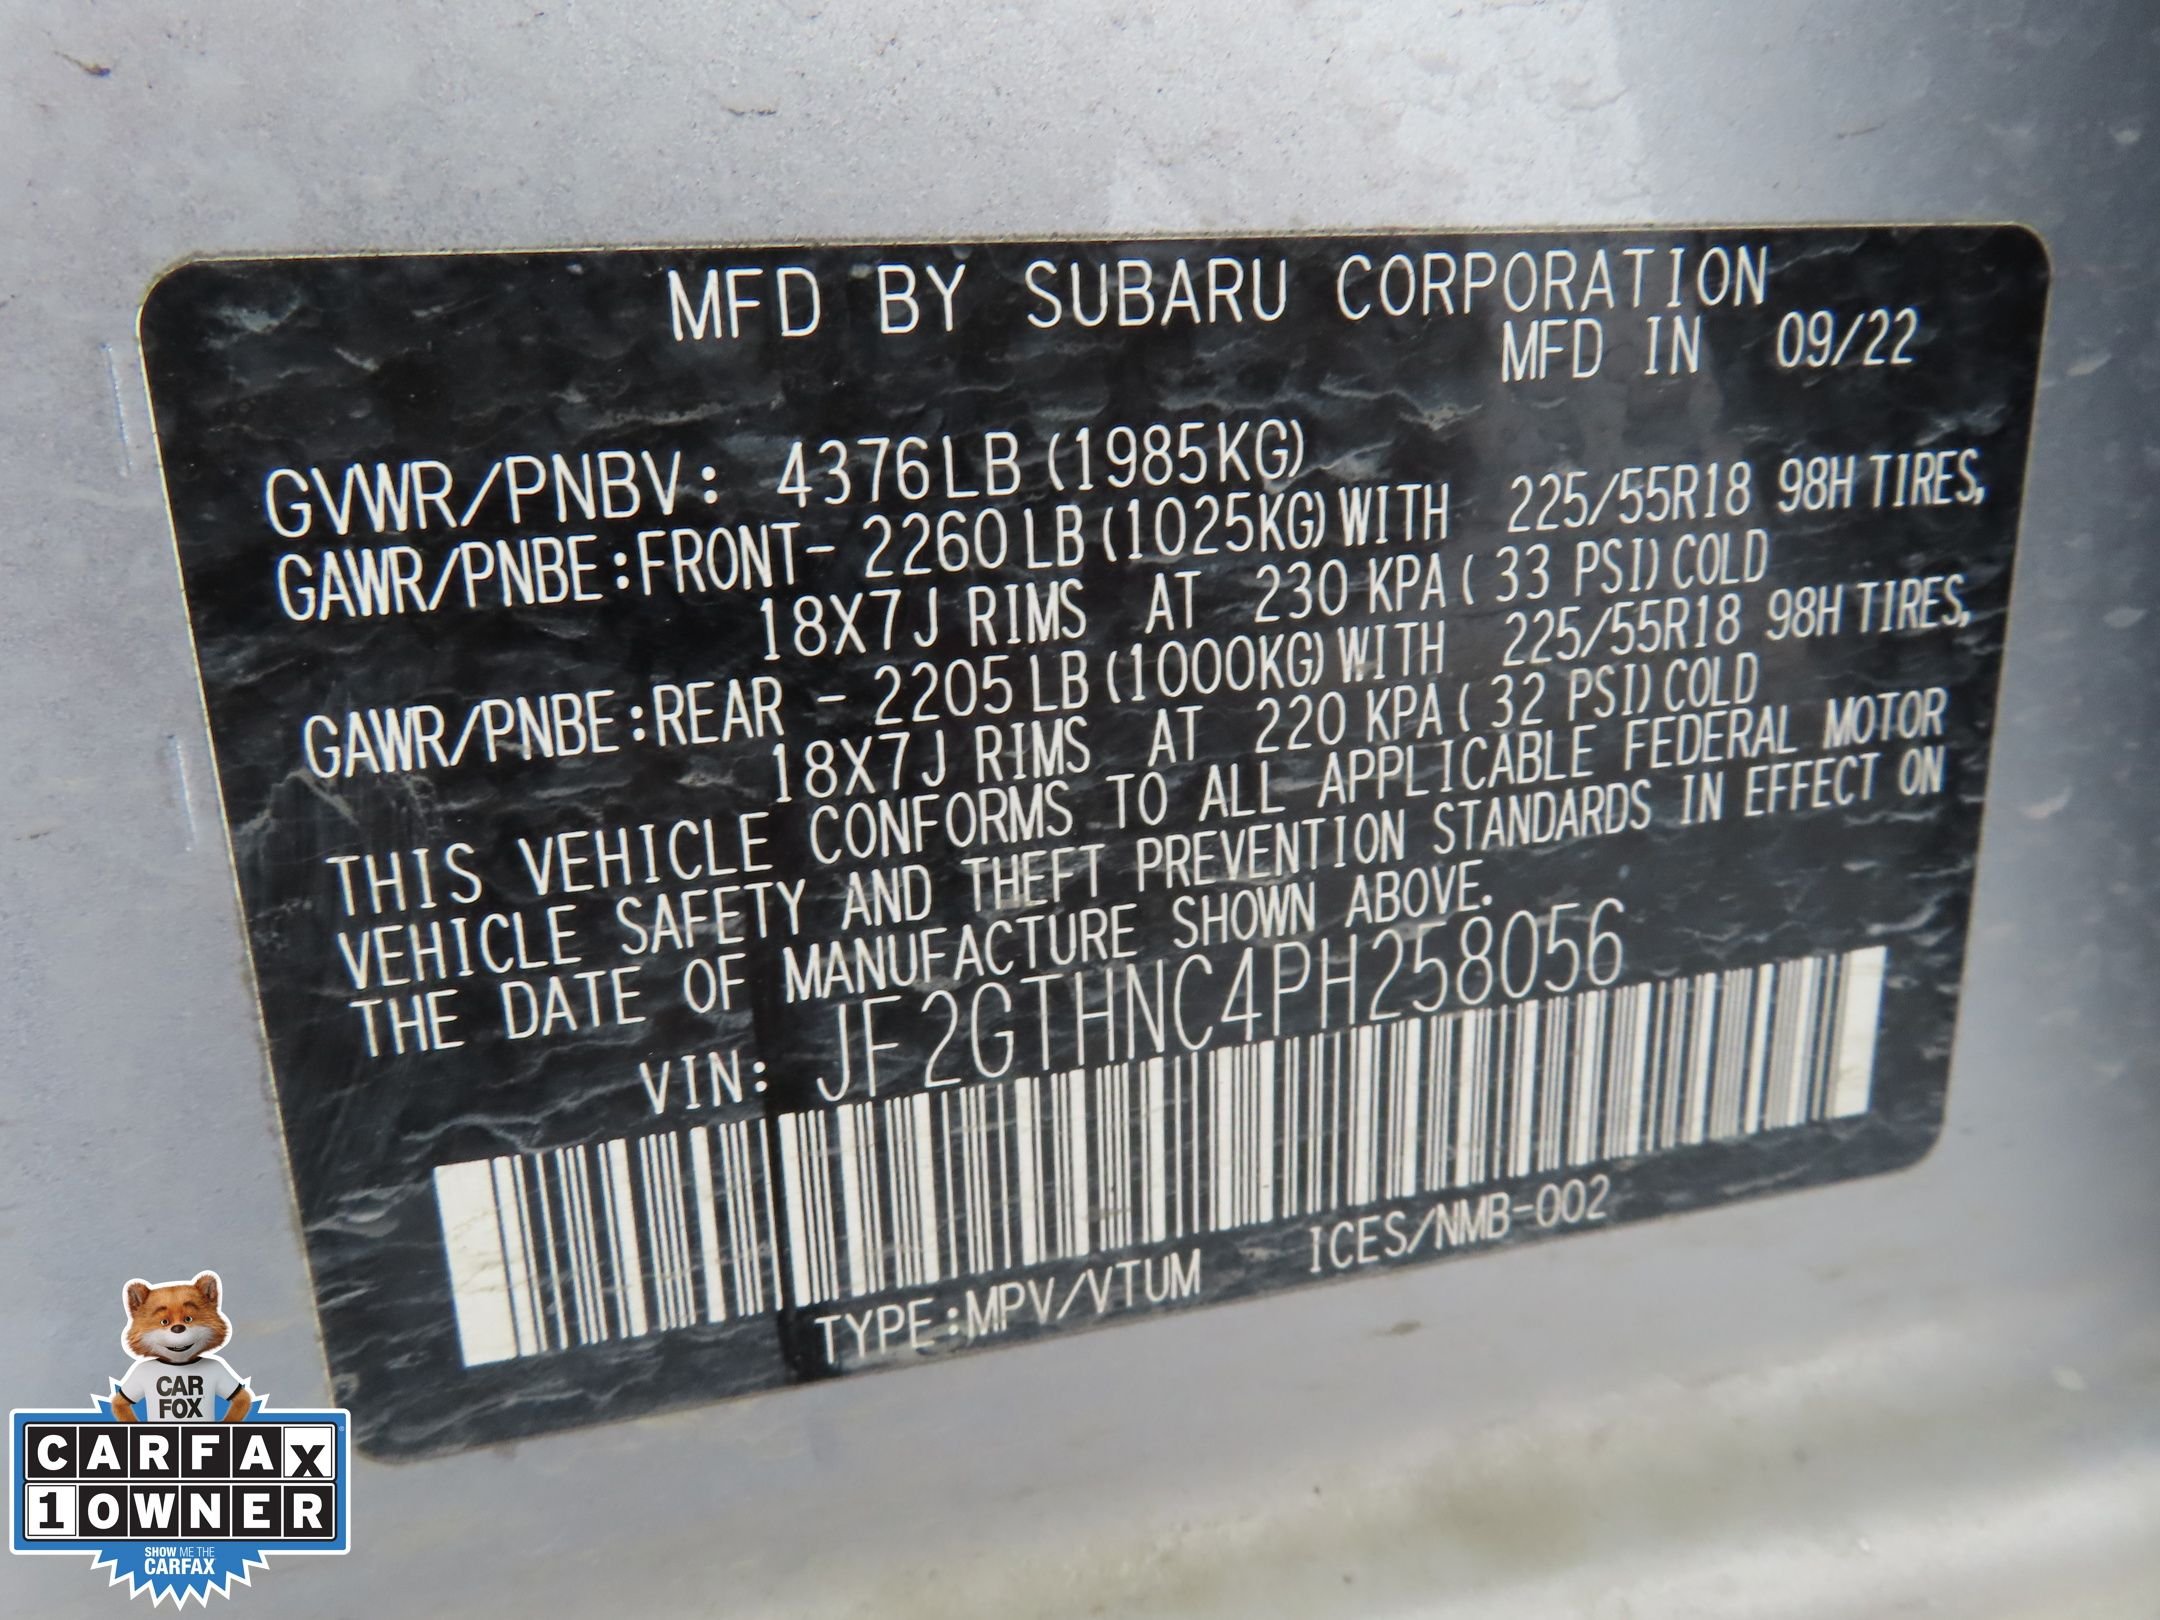 MFD BY SUBARU CORPORATION
MFD IN 09/22
GVWR/PNBV: 4376LB (1985KG)
GAWR/PNBE:FRONT- 2260 LB (1025KG) WITH 225/55R18 98H TIRES,
18X7J RIMS AT 230 KPA ( 33 PSI) COLD
GAWR/PNBE:REAR - 2205 LB (1000KG) WITH 225/55R18 98H TIRES,
18X7J RIMS AT 220 KPA ( 32 PSI) COLD
THIS VEHICLE CONFORMS TO ALL APPLICABLE FEDERAL MOTOR
VEHICLE SAFETY AND THEFT PREVENTION STANDARDS IN EFFECT ON
THE DATE OF MANUFACTURE SHOWN ABOVE.
VIN: JF2GTHNC4PH258056
TYPE:MPV/VTUM ICES/NMB-002
CAR
FOX
CARFAX
1 OWNER
SHOW ME THE
CARFAX